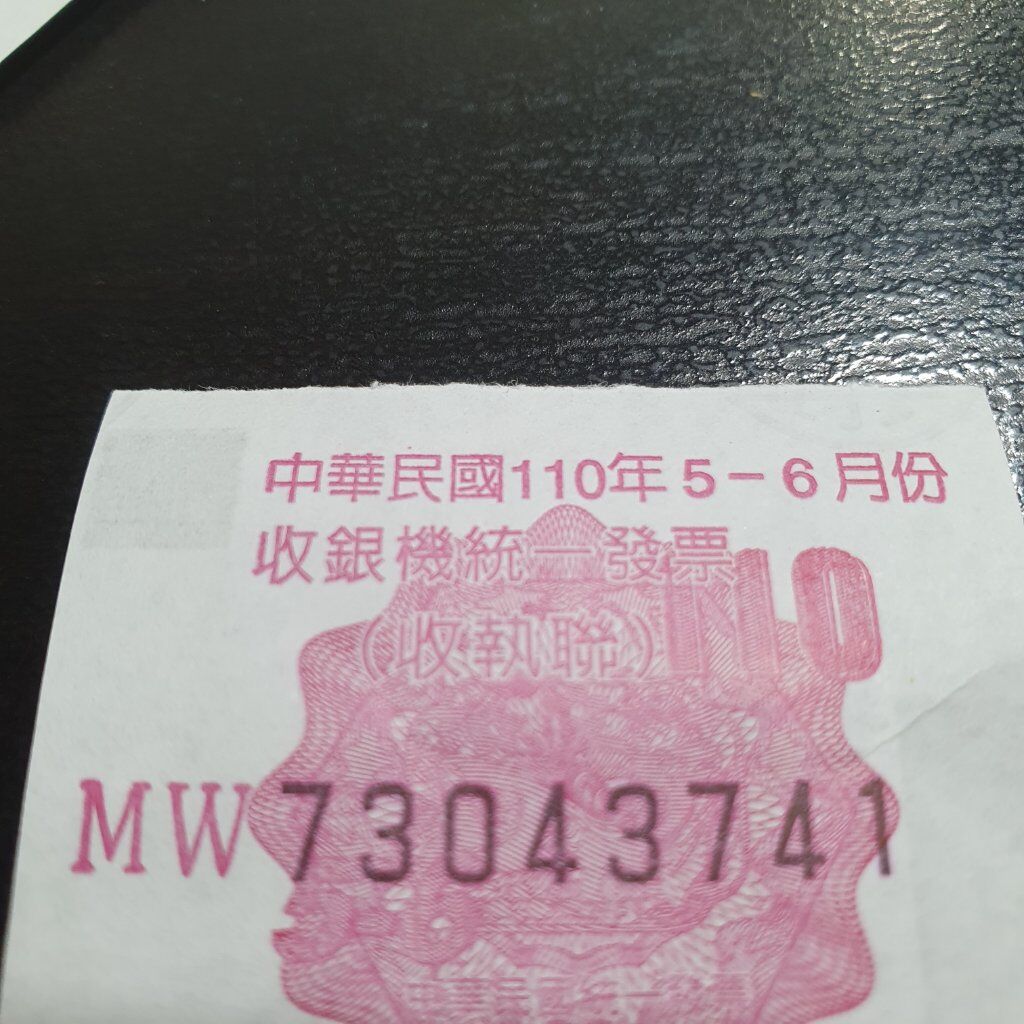 中華民國110年5-6月份
收銀機統一發票
(收執聯)
MW73043741